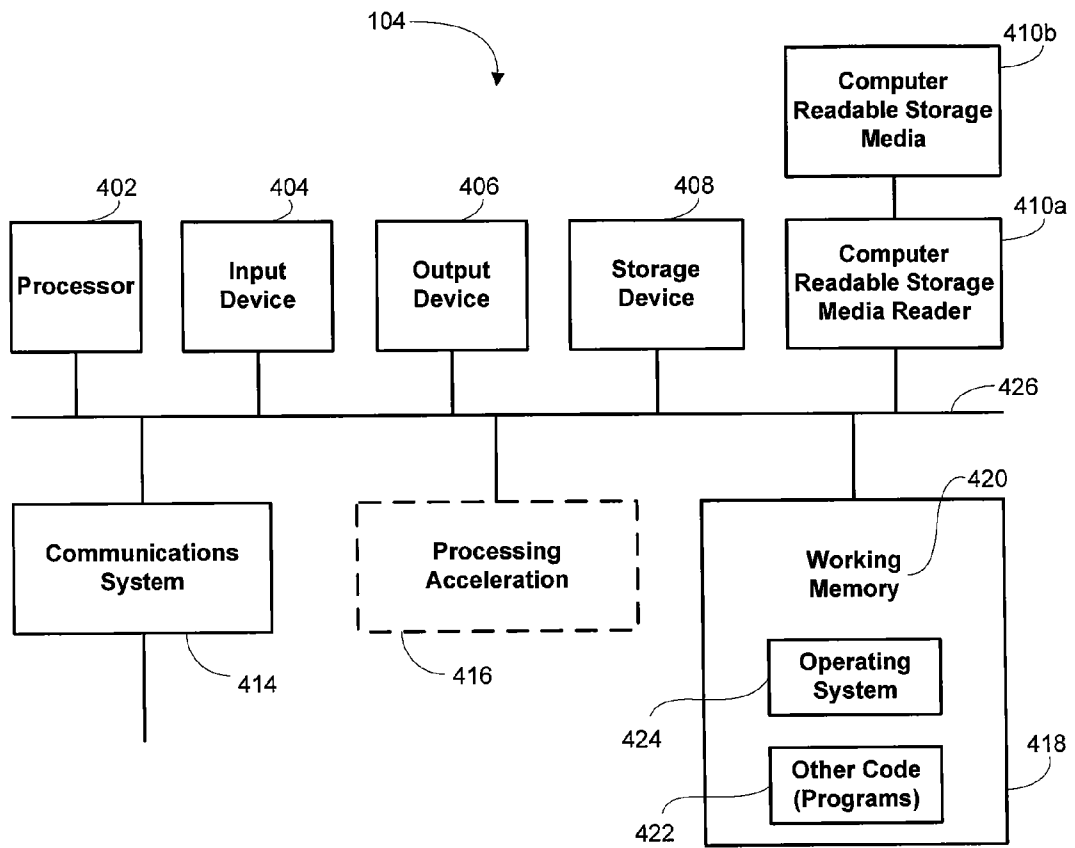 104
410b
Computer
Readable Storage
Media
402
404
406
408
410a
Processor
Input
Device
Output
Device
Storage
Device
Computer
Readable Storage
Media Reader
426
420
Communications
System
Processing
Acceleration
Working
Memory
414
416
Operating
System
424
418
Other Code
(Programs)
422